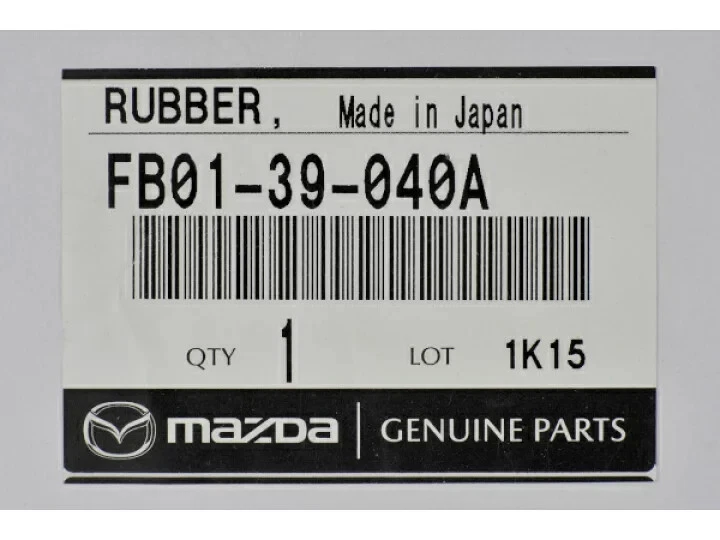 RUBBER, Made in Japan
FB01-39-040A
QTY 1 LOT 1K15
mazda GENUINE PARTS